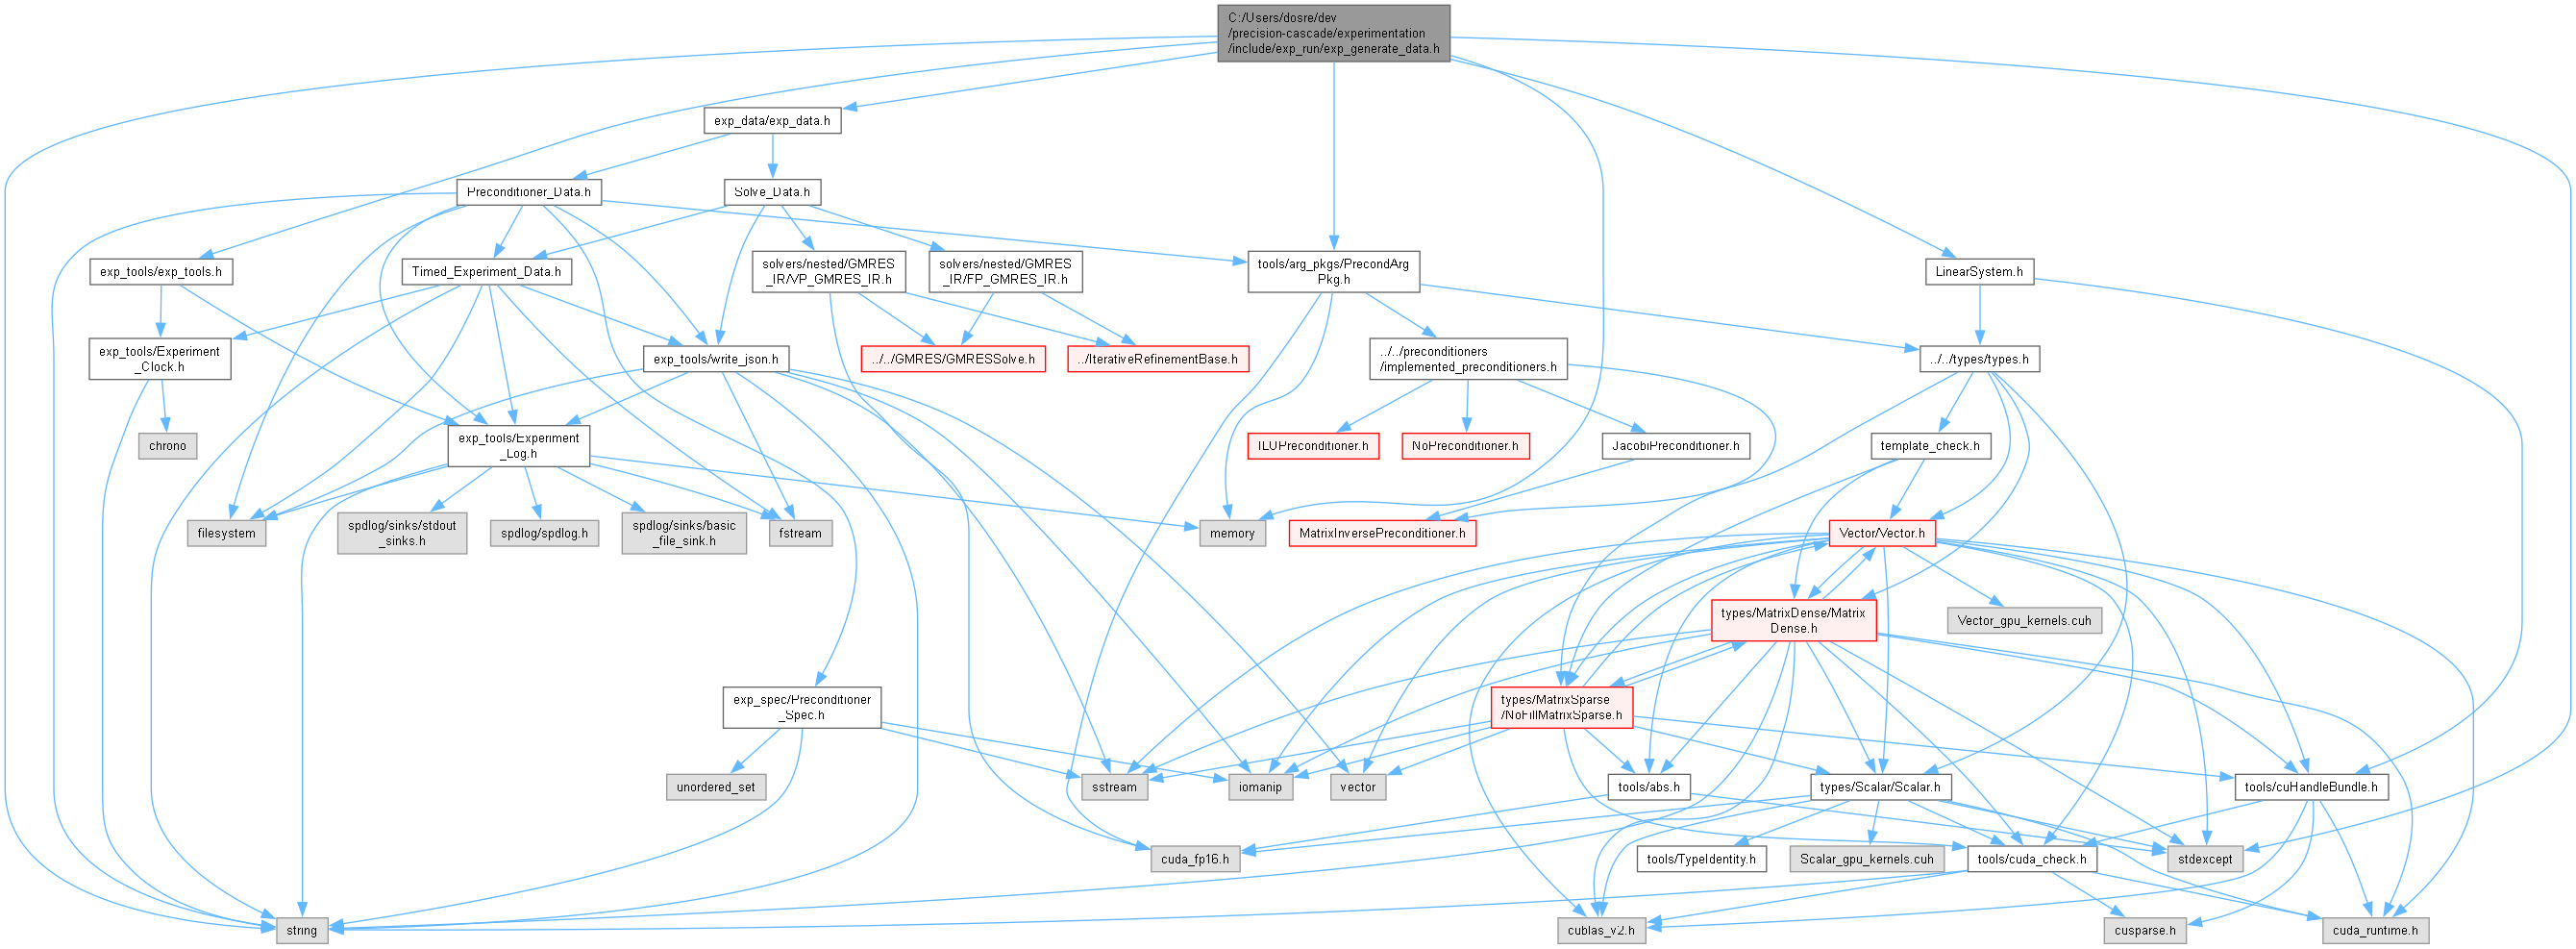 C:/Users/dosre/dev
/precision-cascade/experimentation
/include/exp_run/exp_generate_data.h
exp_data/exp_data.h
Preconditioner_Data.h
Solve_Data.h
exp_tools/exp_tools.h
Timed_Experiment_Data.h
solvers/nested/GMRES
_IR/VP_GMRES_IR.h
solvers/nested/GMRES
_IR/FP_GMRES_IR.h
tools/arg_pkgs/PrecondArg
Pkg.h
LinearSystem.h
exp_tools/Experiment
_Clock.h
exp_tools/write_json.h
../../GMRES/GMRESSolve.h
../IterativeRefinementBase.h
../../preconditioners
/implemented_preconditioners.h
../../types/types.h
chrono
exp_tools/Experiment
_Log.h
ILUPreconditioner.h
NoPreconditioner.h
JacobiPreconditioner.h
template_check.h
filesystem
spdlog/sinks/stdout
_sinks.h
spdlog/spdlog.h
spdlog/sinks/basic
_file_sink.h
fstream
memory
MatrixInversePreconditioner.h
Vector/Vector.h
types/MatrixDense/Matrix
Dense.h
Vector_gpu_kernels.cuh
exp_spec/Preconditioner
_Spec.h
types/MatrixSparse
/NoFillMatrixSparse.h
unordered_set
sstream
iomanip
vector
tools/abs.h
types/Scalar/Scalar.h
tools/cuHandleBundle.h
cuda_fp16.h
tools/TypeIdentity.h
Scalar_gpu_kernels.cuh
tools/cuda_check.h
stdexcept
string
cublas_v2.h
cusparse.h
cuda_runtime.h